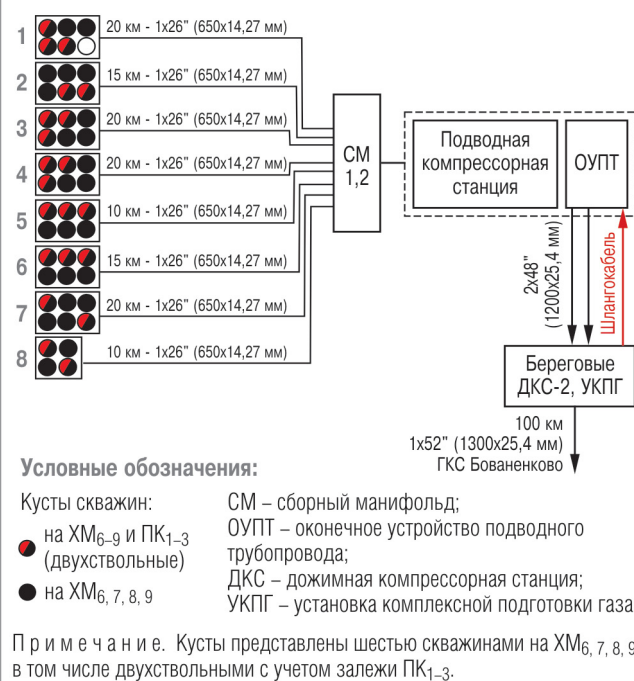 1 20 км - 1x26" (650x14,27 мм)
2 15 км - 1x26" (650x14,27 мм)
3 20 км - 1x26" (650x14,27 мм)
4 20 км - 1x26" (650x14,27 мм)
5 10 км - 1x26" (650x14,27 мм)
6 15 км - 1x26" (650x14,27 мм)
7 20 км - 1x26" (650x14,27 мм)
8 10 км - 1x26" (650x14,27 мм)
СМ
1,2
Подводная
компрессорная
станция
ОУПТ
2x48"
(1200x25,4 мм)
Шлангокабель
Береговые
ДКС-2, УКПГ
100 км
1x52" (1300x25,4 мм)
ГКС Бованенково
Условные обозначения:
Кусты скважин:
на ХМ6–9 и ПК1–3
(двухствольные)
на ХМ6, 7, 8, 9
СМ – сборный манифольд;
ОУПТ – оконечное устройство подводного
трубопровода;
ДКС – дожимная компрессорная станция;
УКПГ – установка комплексной подготовки газа
Примечание. Кусты представлены шестью скважинами на ХМ6, 7, 8, 9
в том числе двухствольными с учетом залежи ПК1–3.